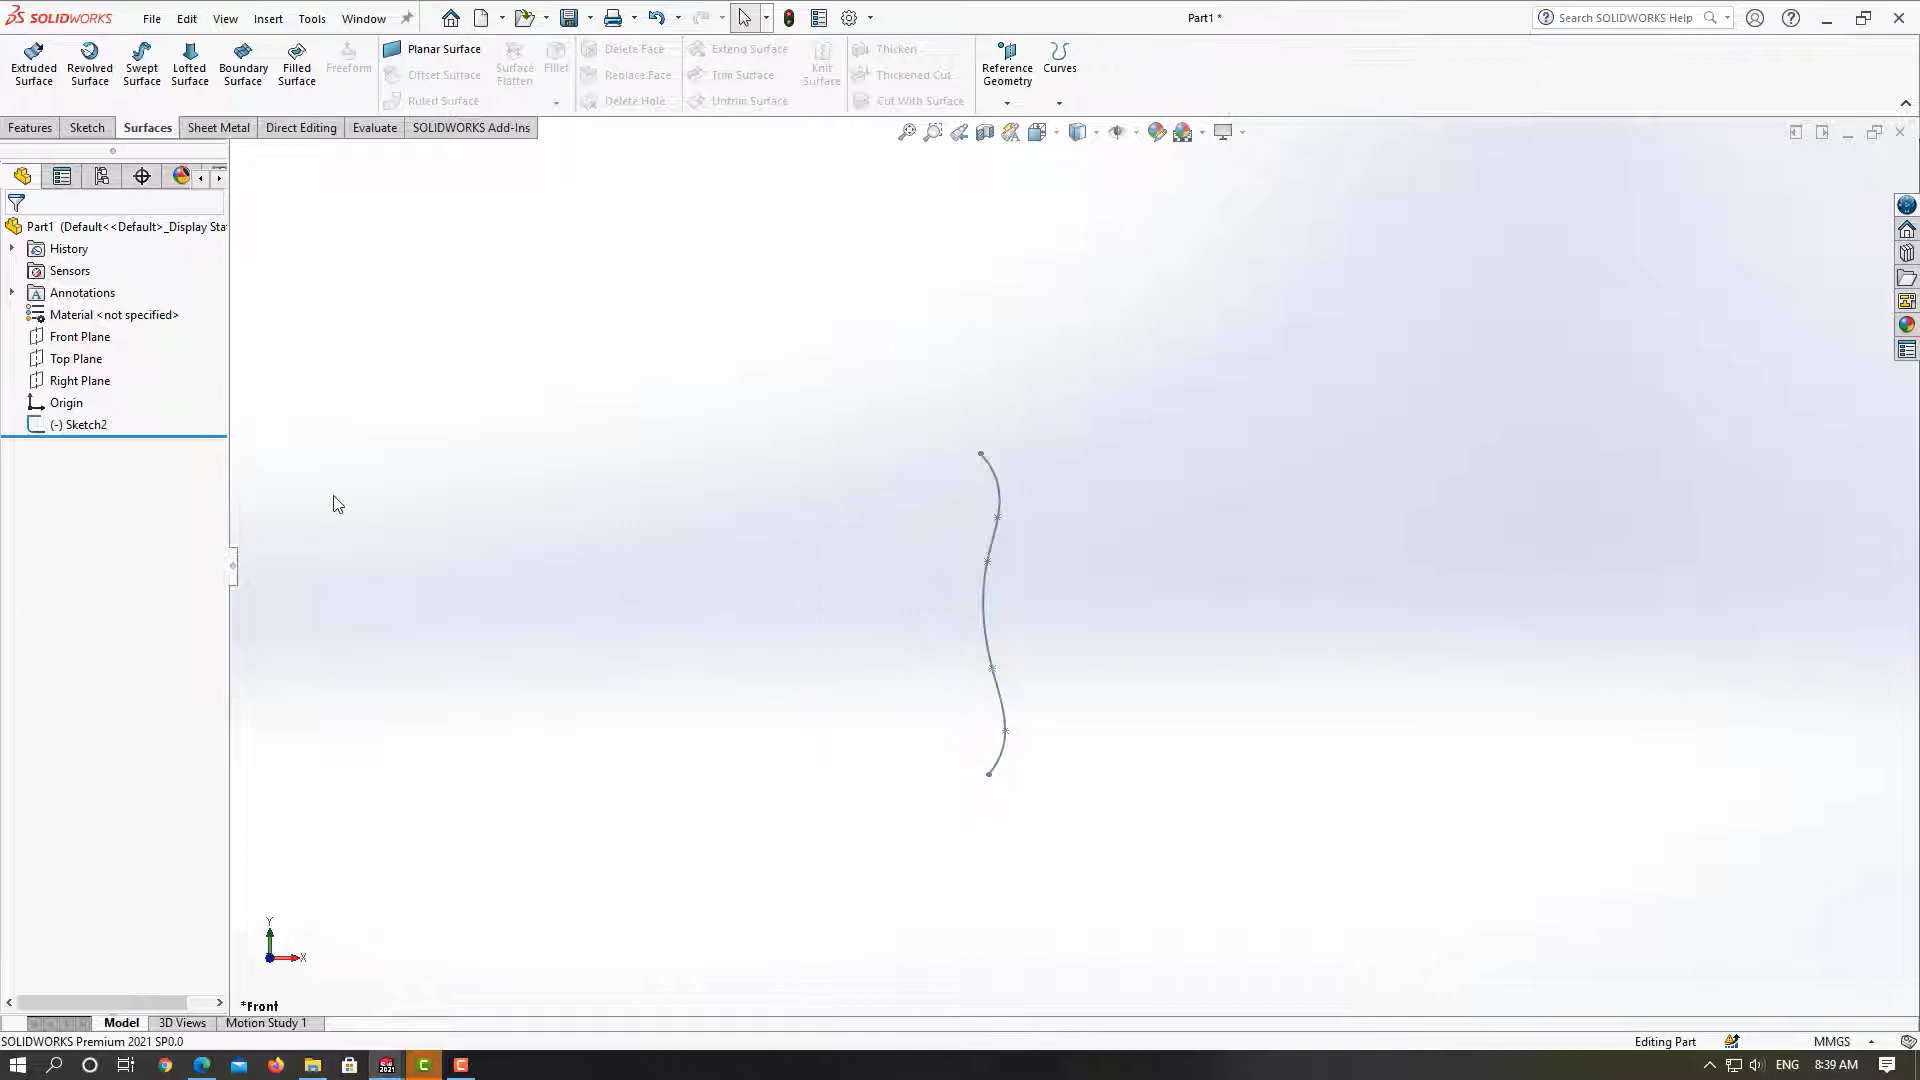 SOLIDWORKS File Edit View Insert Tools Window Part1 * Search SOLIDWORKS Help
Extruded Surface
Revolved Surface
Swept Surface
Lofted Surface
Boundary Surface
Filled Surface
Freeform
Planar Surface
Offset Surface
Ruled Surface
Surface Flatten
Fillet
Delete Face
Replace Face
Delete Hole
Extend Surface
Trim Surface
Untrim Surface
Knit Surface
Thicken
Thickened Cut
Cut With Surface
Reference Geometry
Curves
Features Sketch Surfaces Sheet Metal Direct Editing Evaluate SOLIDWORKS Add-Ins
Part1 (Default<<Default>_Display Sta
History
Sensors
Annotations
Material <not specified>
Front Plane
Top Plane
Right Plane
Origin
(-) Sketch2
Y
X
*Front
Model 3D Views Motion Study 1
SOLIDWORKS Premium 2021 SP0.0 Editing Part MMGS
ENG 8:39 AM